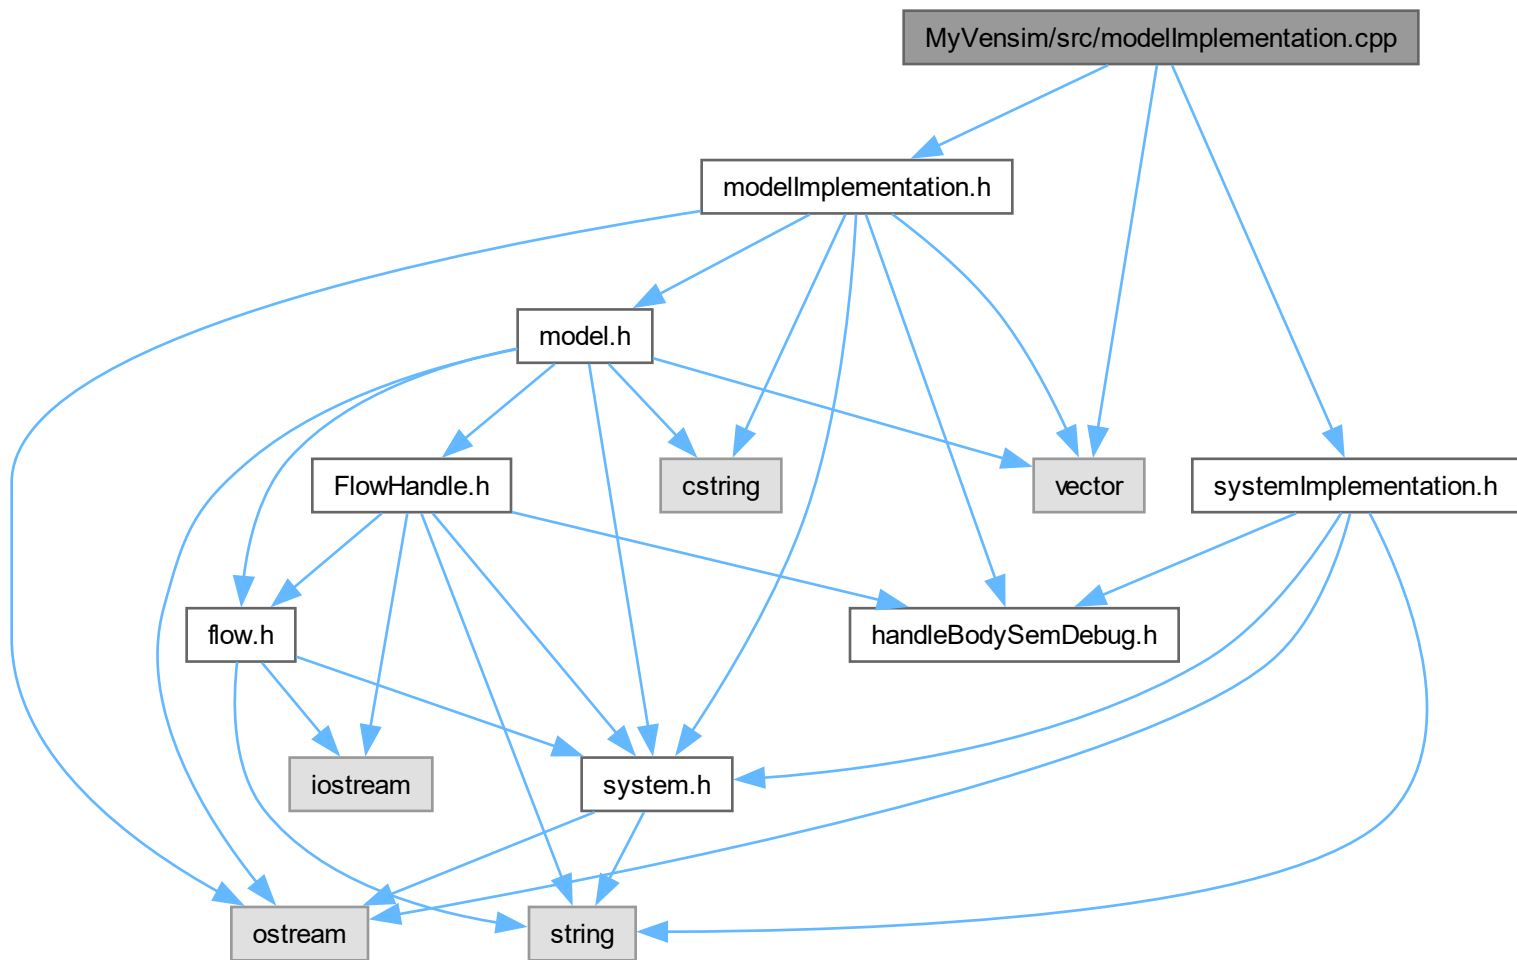 MyVensim/src/modelImplementation.cpp
modelImplementation.h
model.h
FlowHandle.h
cstring
vector
systemImplementation.h
flow.h
handleBodySemDebug.h
iostream
system.h
ostream
string